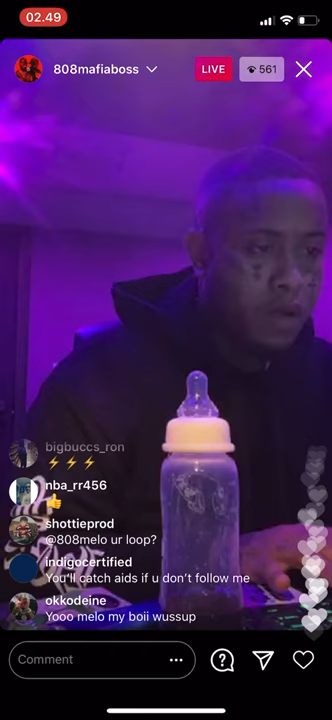 02.49
808mafiaboss
LIVE
561
bigbuccs_ron
⚡⚡⚡
nba_rr456
👍
shottieprod
@808melo ur loop?
indigocertified
You'll catch aids if u don't follow me
okkodeine
Yooo melo my boii wussup
Comment